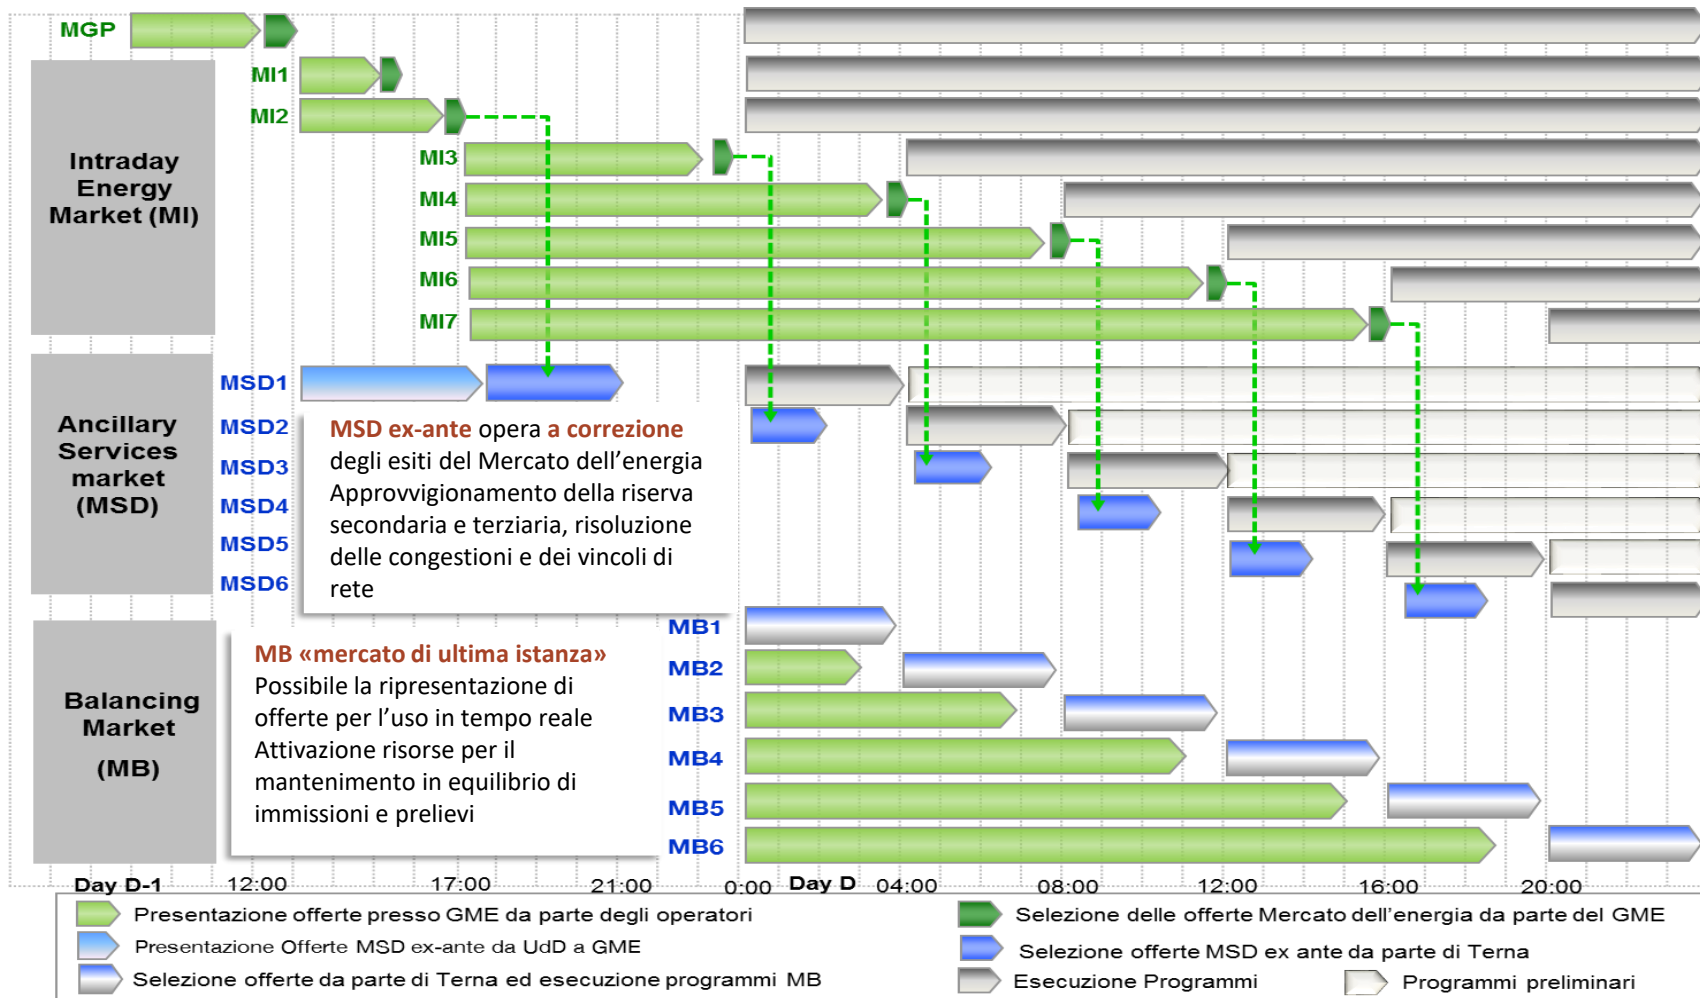 MGP
MI1
MI2
MI3
MI4
MI5
MI6
MI7
Intraday
Energy
Market (MI)
MSD1
MSD2
MSD3
MSD4
MSD5
MSD6
Ancillary
Services
market
(MSD)
MSD ex-ante opera a correzione
degli esiti del Mercato dell’energia
Approvvigionamento della riserva
secondaria e terziaria, risoluzione
delle congestioni e dei vincoli di
rete
MB1
MB2
MB3
MB4
MB5
MB6
Balancing
Market
(MB)
MB «mercato di ultima istanza»
Possibile la ripresentazione di
offerte per l’uso in tempo reale
Attivazione risorse per il
mantenimento in equilibrio di
immissioni e prelievi
Day D-1 12:00 17:00 21:00 0:00 Day D 04:00 08:00 12:00 16:00 20:00
Presentazione offerte presso GME da parte degli operatori
Selezione delle offerte Mercato dell’energia da parte del GME
Presentazione Offerte MSD ex-ante da UdD a GME
Selezione offerte MSD ex ante da parte di Terna
Selezione offerte da parte di Terna ed esecuzione programmi MB
Esecuzione Programmi
Programmi preliminari